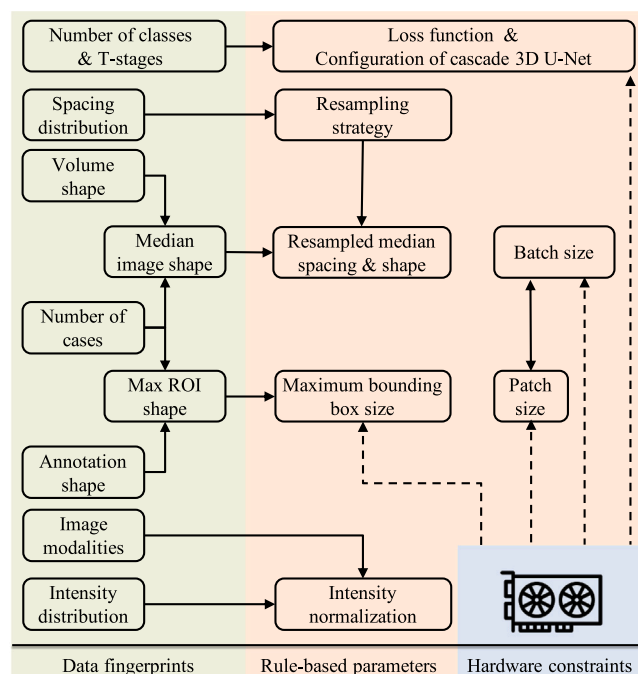 Number of classes
& T-stages
Loss function &
Configuration of cascade 3D U-Net
Spacing
distribution
Resampling
strategy
Volume
shape
Median
image shape
Resampled median
spacing & shape
Batch size
Number of
cases
Max ROI
shape
Maximum bounding
box size
Patch
size
Annotation
shape
Image
modalities
Intensity
distribution
Intensity
normalization
Data fingerprints
Rule-based parameters
Hardware constraints